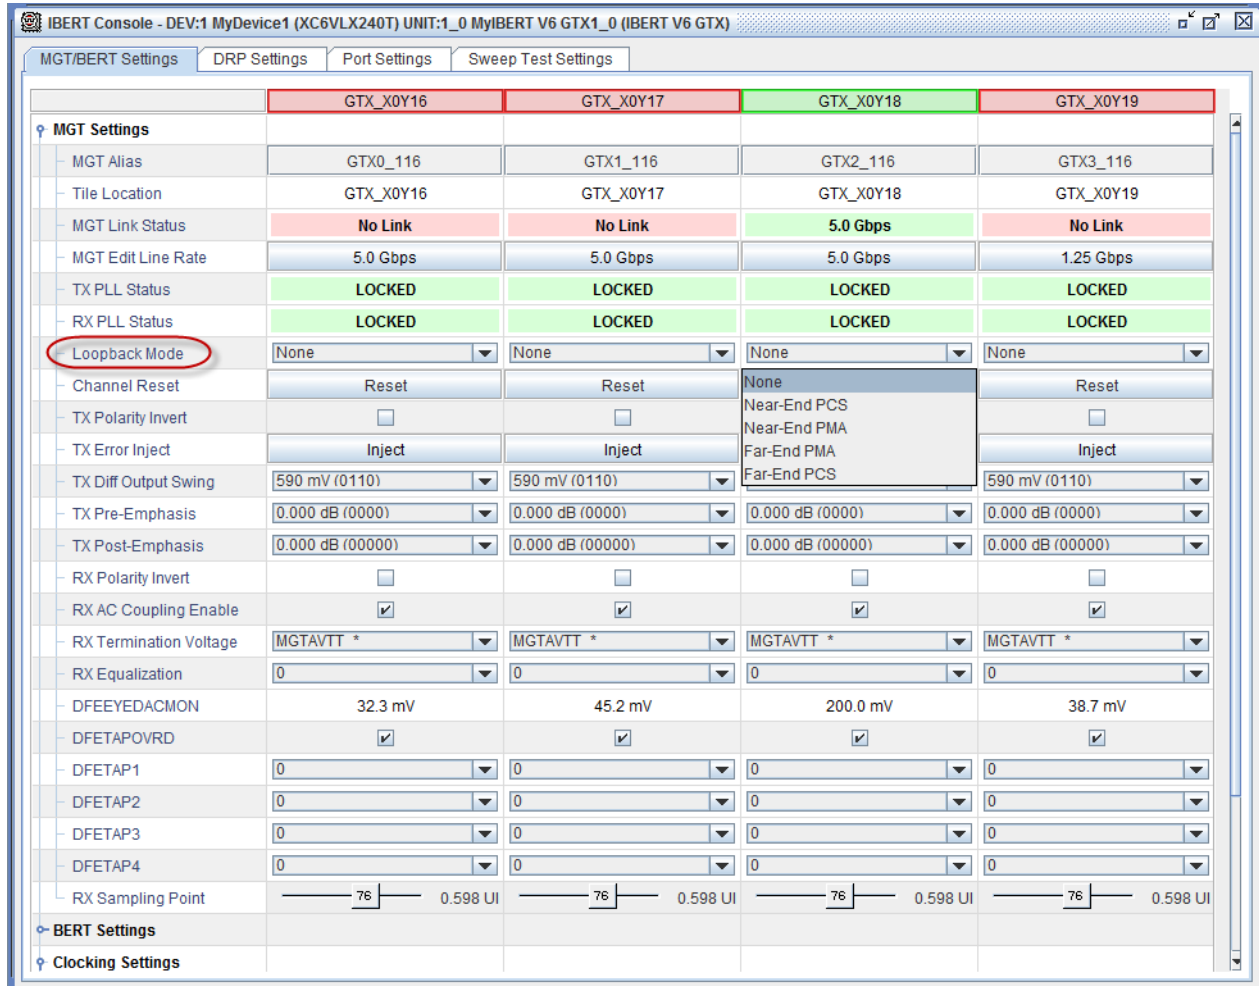 IBERT Console - DEV:1 MyDevice1 (XC6VLX240T) UNIT:1_0 MyIBERT V6 GTX1_0 (IBERT V6 GTX)
MGT/BERT Settings DRP Settings Port Settings Sweep Test Settings
GTX_X0Y16 GTX_X0Y17 GTX_X0Y18 GTX_X0Y19
MGT Settings
MGT Alias GTX0_116 GTX1_116 GTX2_116 GTX3_116
Tile Location GTX_X0Y16 GTX_X0Y17 GTX_X0Y18 GTX_X0Y19
MGT Link Status No Link No Link 5.0 Gbps No Link
MGT Edit Line Rate 5.0 Gbps 5.0 Gbps 5.0 Gbps 1.25 Gbps
TX PLL Status LOCKED LOCKED LOCKED LOCKED
RX PLL Status LOCKED LOCKED LOCKED LOCKED
Loopback Mode None None None None
Channel Reset Reset Reset None Reset
Near-End PCS
TX Polarity Invert Near-End PMA
TX Error Inject Inject Inject Far-End PMA Inject
Far-End PCS
TX Diff Output Swing 590 mV (0110) 590 mV (0110) 590 mV (0110)
TX Pre-Emphasis 0.000 dB (0000) 0.000 dB (0000) 0.000 dB (0000) 0.000 dB (0000)
TX Post-Emphasis 0.000 dB (00000) 0.000 dB (00000) 0.000 dB (00000) 0.000 dB (00000)
RX Polarity Invert
RX AC Coupling Enable
RX Termination Voltage MGTAVTT * MGTAVTT * MGTAVTT * MGTAVTT *
RX Equalization 0 0 0 0
DFEEYEDACMON 32.3 mV 45.2 mV 200.0 mV 38.7 mV
DFETAPOVRD
DFETAP1 0 0 0 0
DFETAP2 0 0 0 0
DFETAP3 0 0 0 0
DFETAP4 0 0 0 0
RX Sampling Point 76 0.598 UI 76 0.598 UI 76 0.598 UI 76 0.598 UI
BERT Settings
Clocking Settings